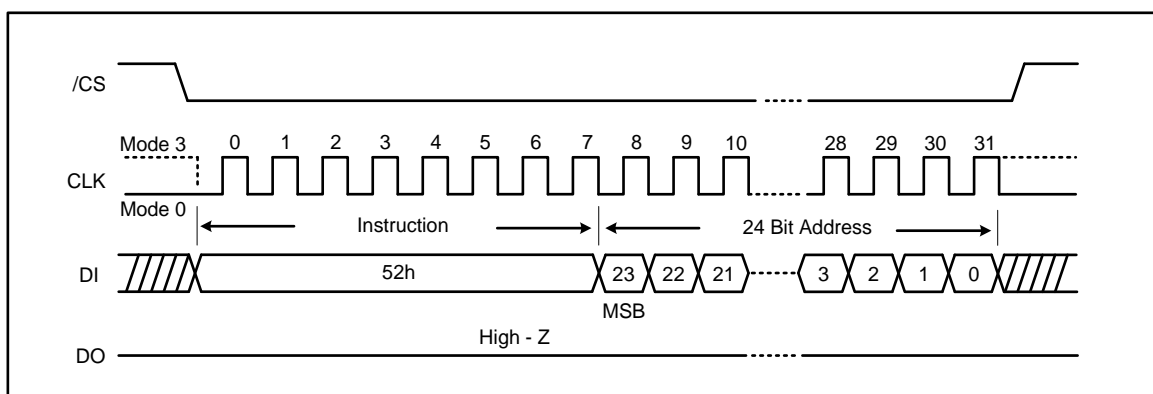 /CS
Mode 3 0 1 2 3 4 5 6 7 8 9 10 28 29 30 31
CLK
Mode 0
Instruction 24 Bit Address
DI 52h 23 22 21 3 2 1 0
MSB
High - Z
DO